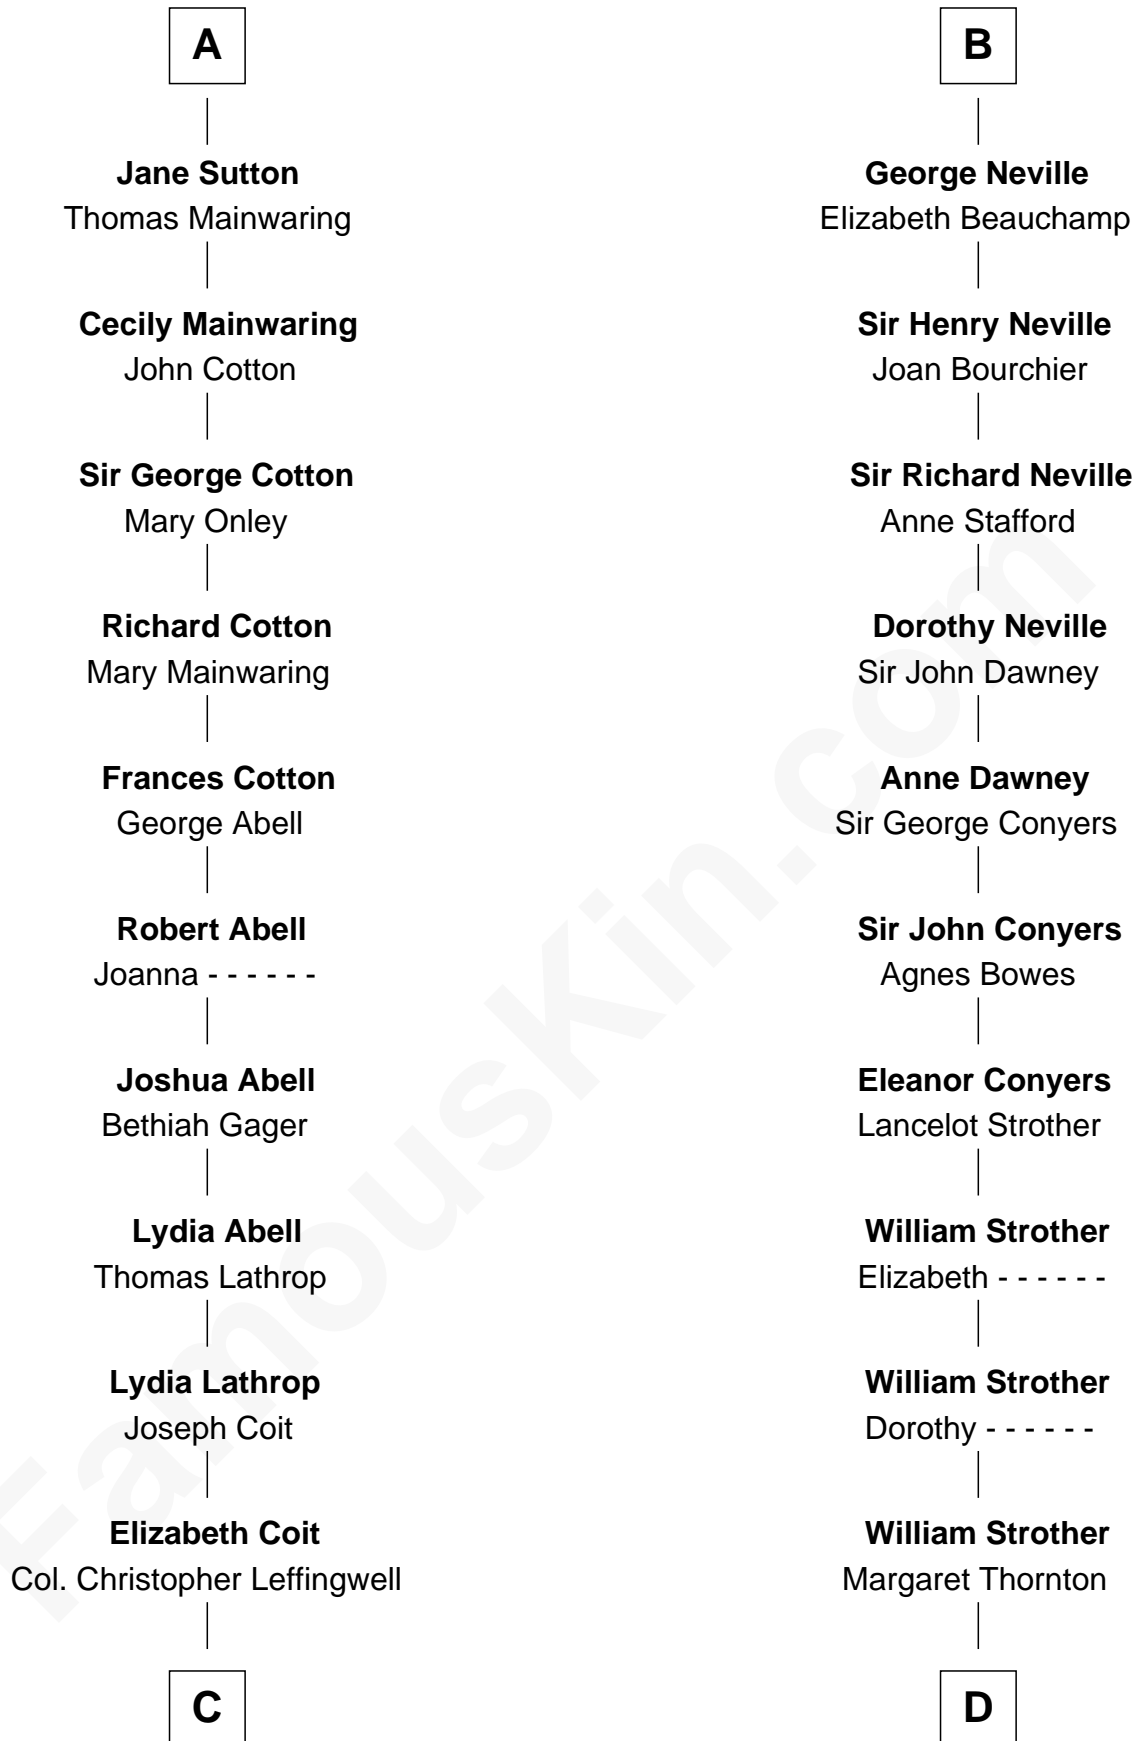 A
Jane Sutton
Thomas Mainwaring
Cecily Mainwaring
John Cotton
Sir George Cotton
Mary Onley
Richard Cotton
Mary Mainwaring
Frances Cotton
George Abell
Robert Abell
Joanna - - - - - -
Joshua Abell
Bethiah Gager
Lydia Abell
Thomas Lathrop
Lydia Lathrop
Joseph Coit
Elizabeth Coit
Col. Christopher Leffingwell
C
B
George Neville
Elizabeth Beauchamp
Sir Henry Neville
Joan Bourchier
Sir Richard Neville
Anne Stafford
Dorothy Neville
Sir John Dawney
Anne Dawney
Sir George Conyers
Sir John Conyers
Agnes Bowes
Eleanor Conyers
Lancelot Strother
William Strother
Elizabeth - - - - - -
William Strother
Dorothy - - - - - -
William Strother
Margaret Thornton
D
FamousKin.com